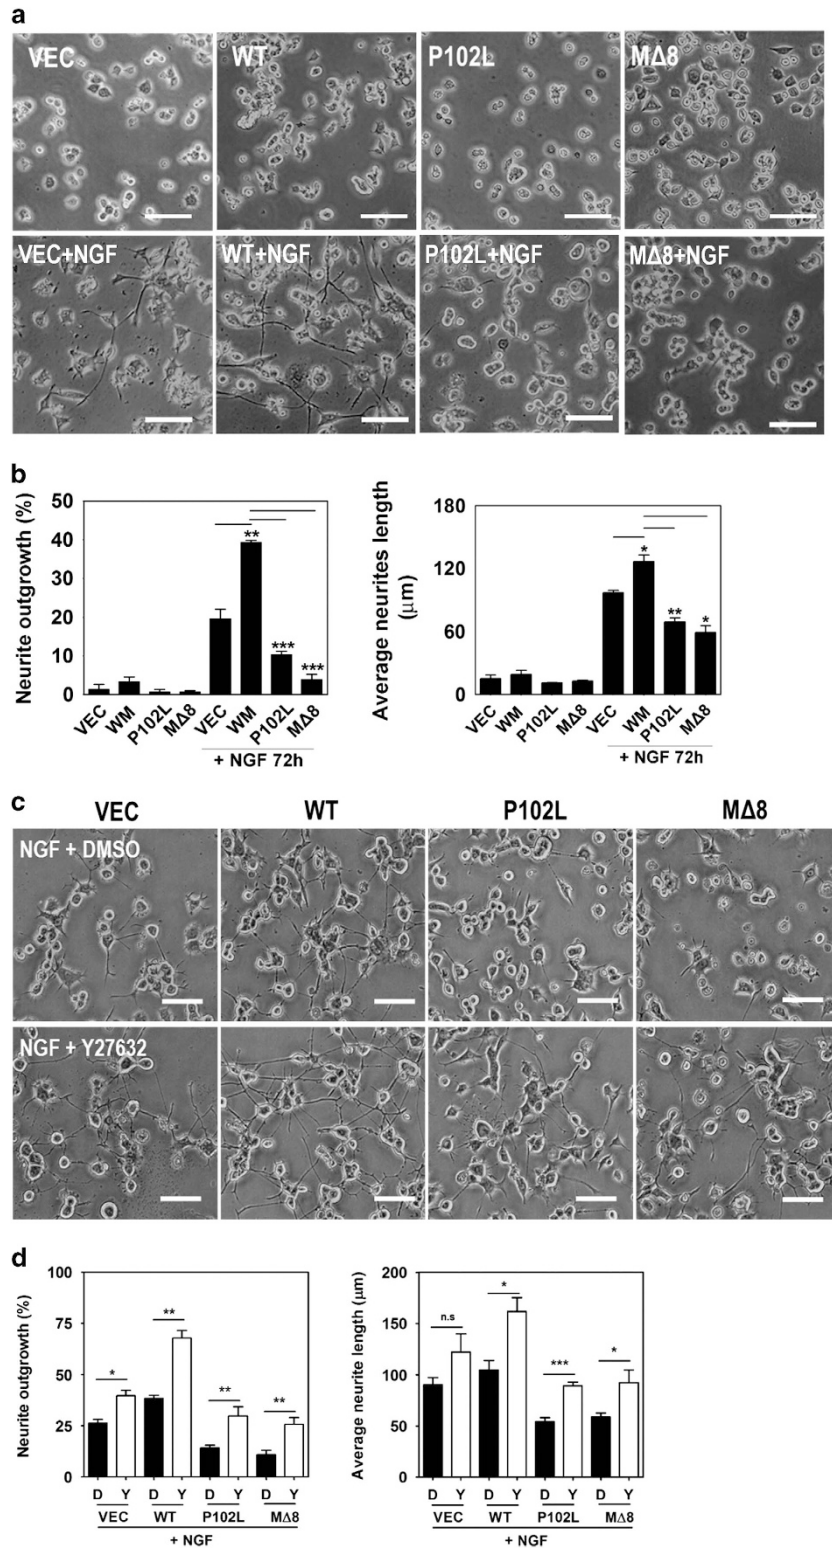 a
VEC
WT
P102L
MΔ8
VEC+NGF
WT+NGF
P102L+NGF
MΔ8+NGF
b
Neurite outgrowth (%)
50
40
30
20
10
0
**
***
***
VEC
WM
P102L
MΔ8
VEC
WM
P102L
MΔ8
+ NGF 72h
Average neurites length
(μm)
180
120
60
0
*
**
*
VEC
WM
P102L
MΔ8
VEC
WM
P102L
MΔ8
+ NGF 72h
c
VEC
WT
P102L
MΔ8
NGF + DMSO
NGF + Y27632
d
Neurite outgrowth (%)
100
75
50
25
0
*
**
**
**
D Y D Y D Y D Y
VEC WT P102L MΔ8
+ NGF
Average neurite length (μm)
200
150
100
50
0
n.s
*
***
*
D Y D Y D Y D Y
VEC WT P102L MΔ8
+ NGF